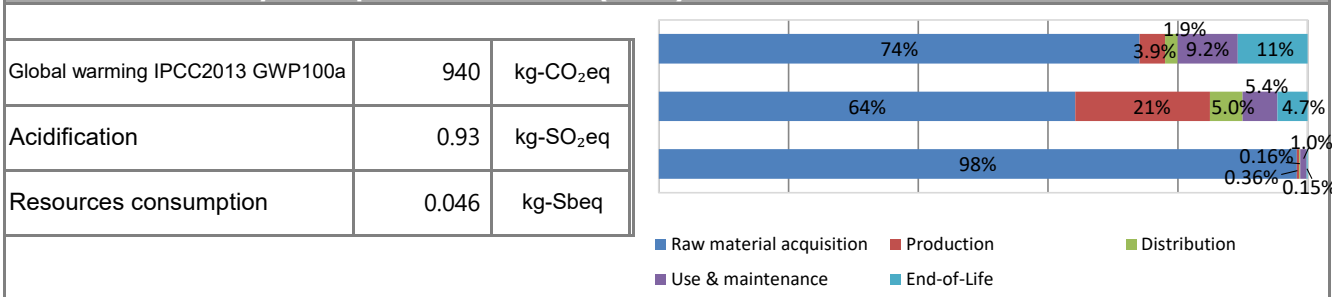 Global warming IPCC2013 GWP100a 940 kg-CO₂eq
Acidification 0.93 kg-SO₂eq
Resources consumption 0.046 kg-Sbeq
74% 3.9% 1.9% 9.2% 11%
64% 21% 5.0% 5.4% 4.7%
98% 0.36% 0.16% 1.0% 0.15%
Raw material acquisition Production Distribution
Use & maintenance End-of-Life